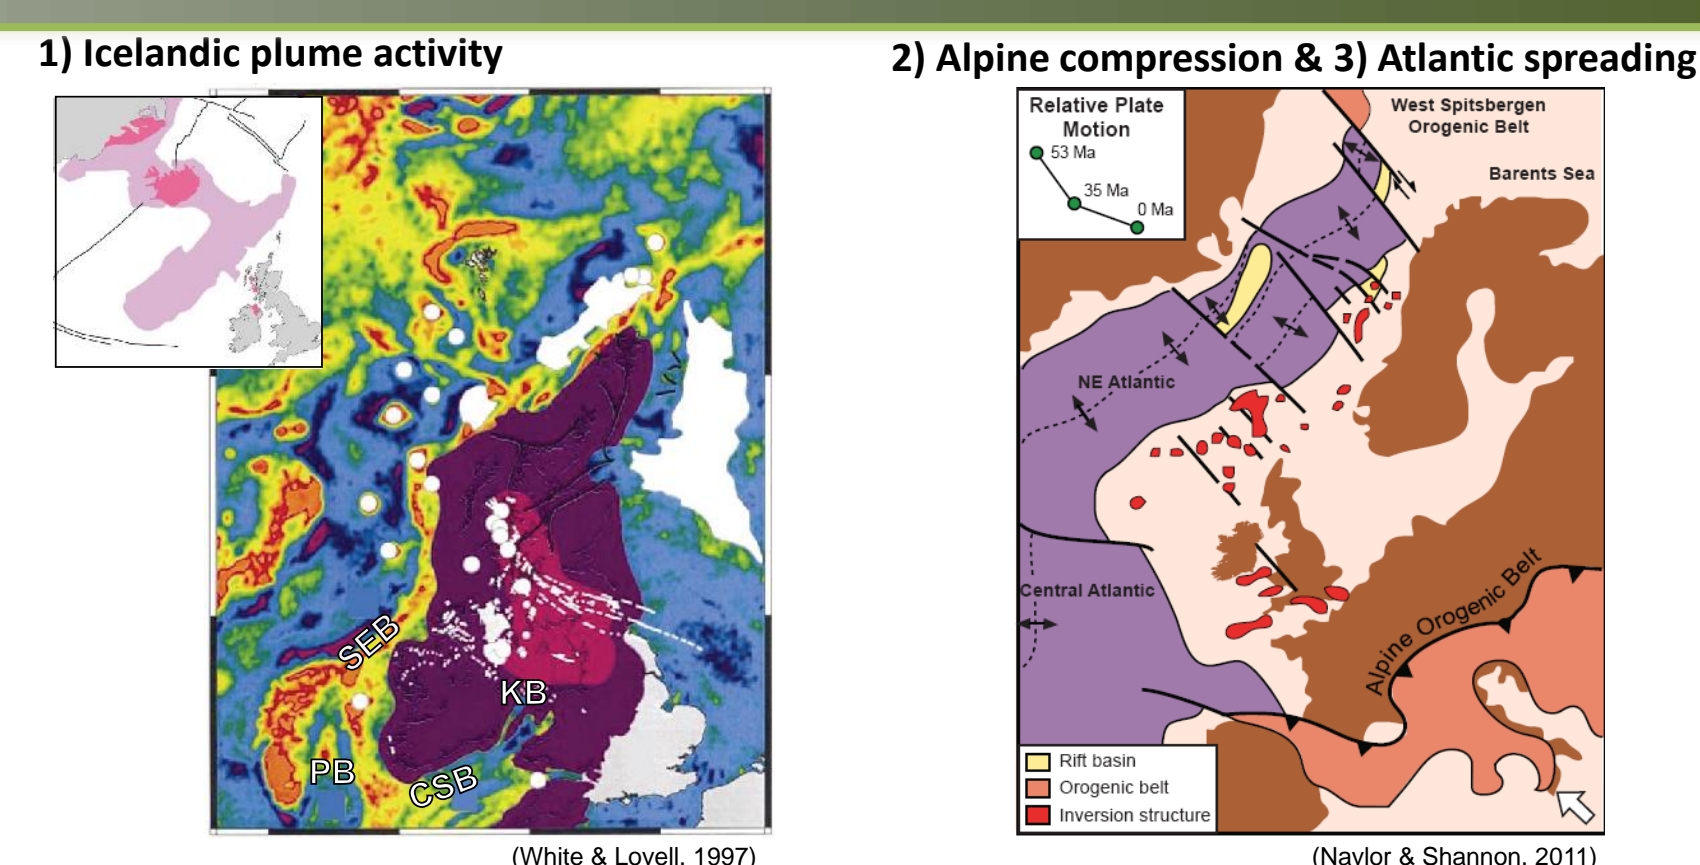 1) Icelandic plume activity
SEB
KB
PB
CSB
(White & Lovell, 1997)
2) Alpine compression & 3) Atlantic spreading
Relative Plate
Motion
53 Ma
35 Ma
0 Ma
West Spitsbergen
Orogenic Belt
Barents Sea
NE Atlantic
Central Atlantic
Alpine Orogenic Belt
Rift basin
Orogenic belt
Inversion structure
(Naylor & Shannon, 2011)